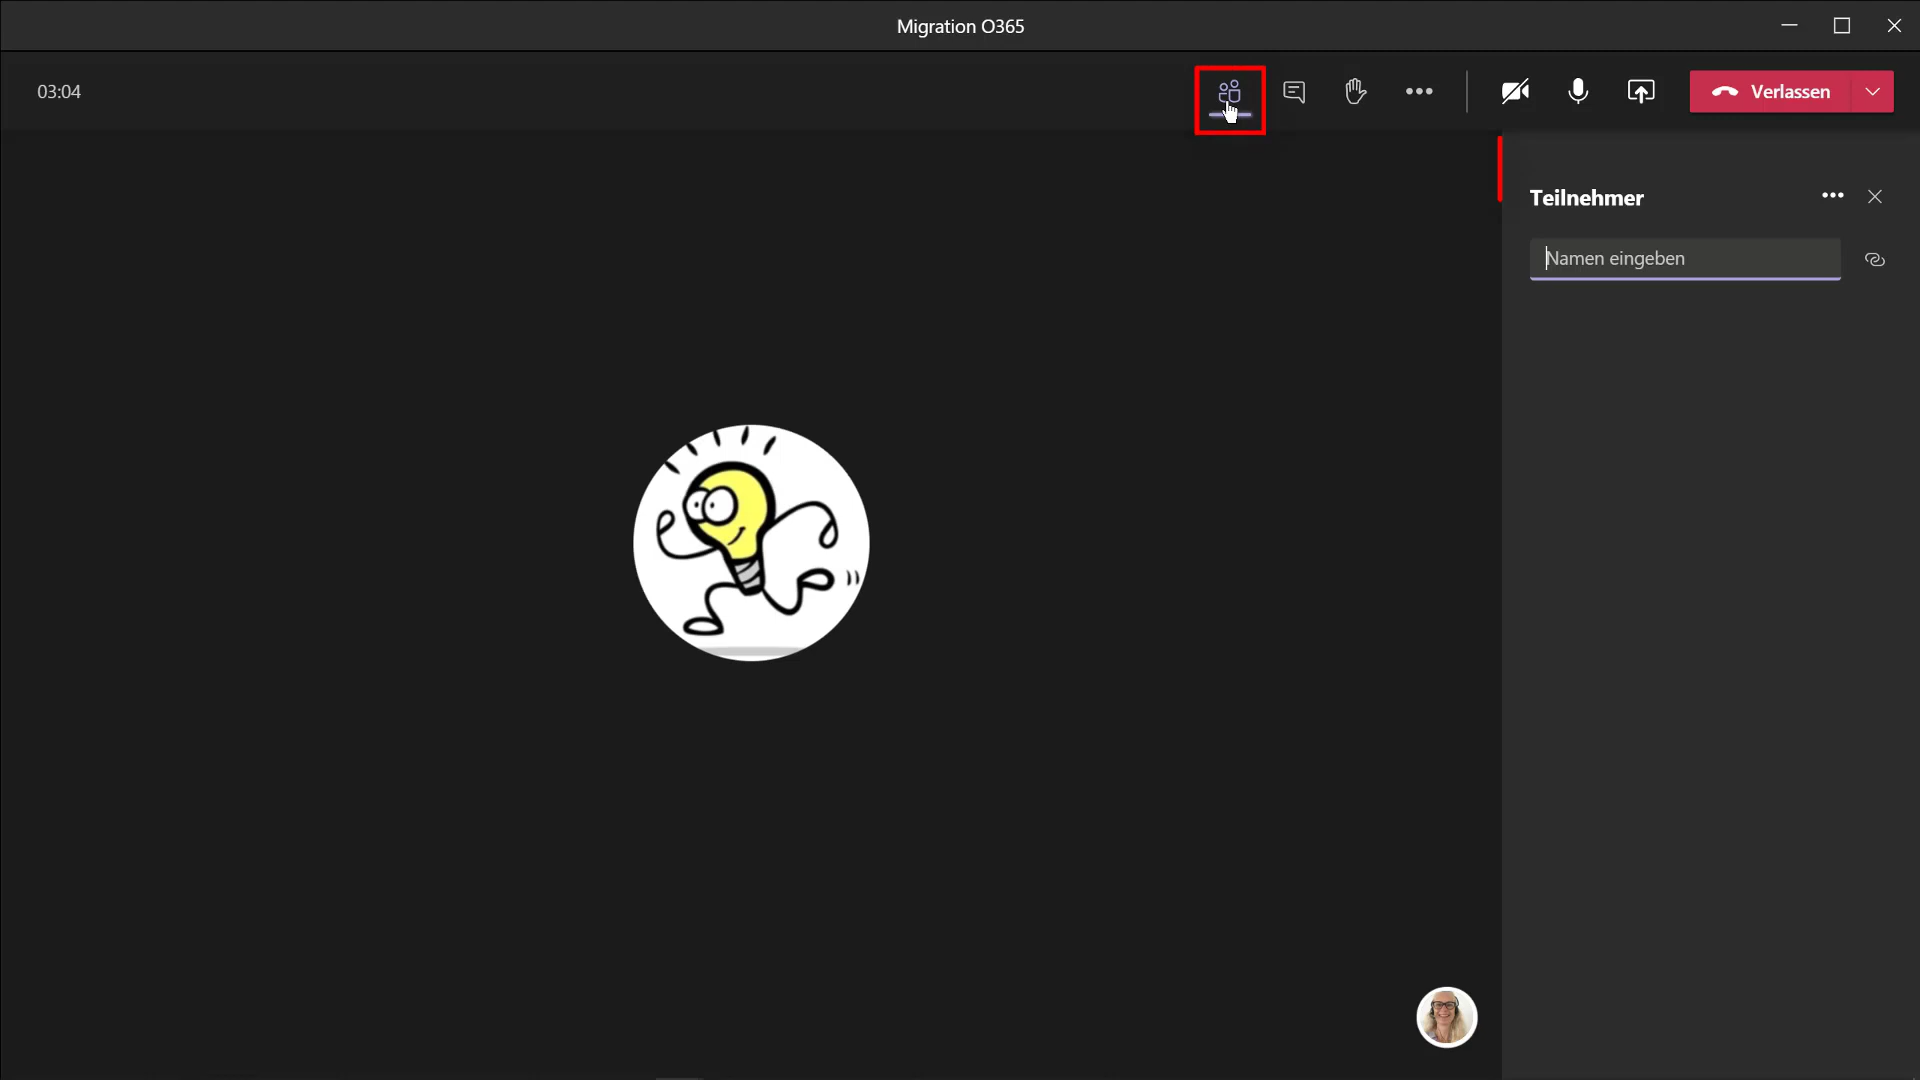 Migration O365
03:04
Verlassen
Teilnehmer
Namen eingeben